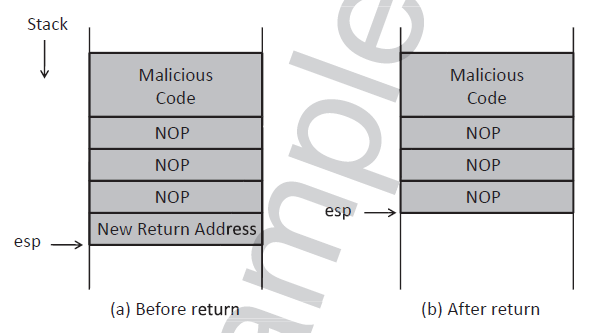 Stack
Malicious
Code
NOP
NOP
NOP
New Return Address
esp
(a) Before return
Malicious
Code
NOP
NOP
NOP
esp
(b) After return
ample